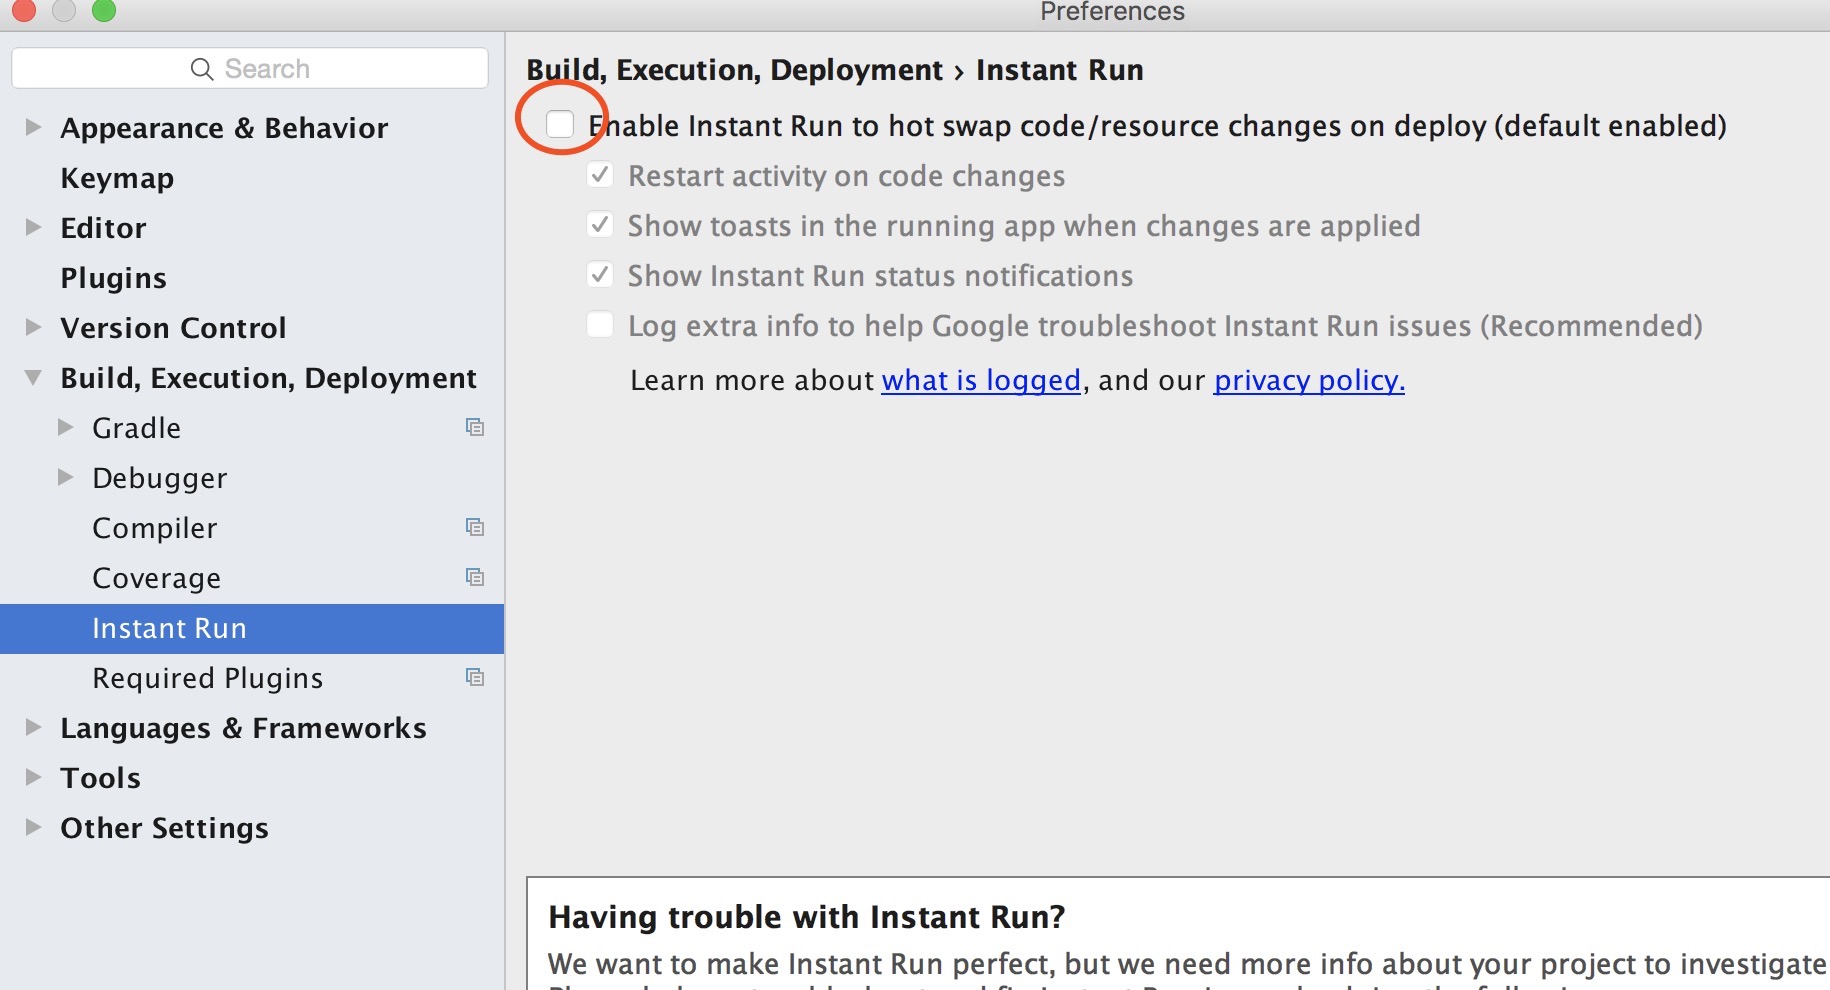 Preferences
Search
Appearance & Behavior
Keymap
Editor
Plugins
Version Control
Build, Execution, Deployment
Gradle
Debugger
Compiler
Coverage
Instant Run
Required Plugins
Languages & Frameworks
Tools
Other Settings
Build, Execution, Deployment › Instant Run
Enable Instant Run to hot swap code/resource changes on deploy (default enabled)
Restart activity on code changes
Show toasts in the running app when changes are applied
Show Instant Run status notifications
Log extra info to help Google troubleshoot Instant Run issues (Recommended)
Learn more about what is logged, and our privacy policy.
Having trouble with Instant Run?
We want to make Instant Run perfect, but we need more info about your project to investigate